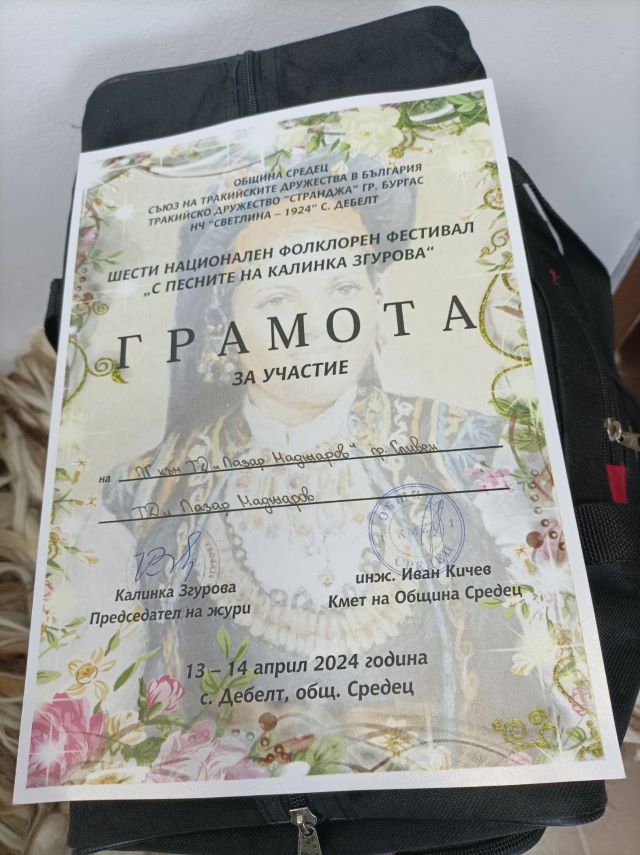 ОБЩИНА СРЕДЕЦ
СЪЮЗ НА ТРАКИЙСКИТЕ ДРУЖЕСТВА В БЪЛГАРИЯ
ТРАКИЙСКО ДРУЖЕСТВО "СТРАНДЖА" ГР. БУРГАС
НЧ "СВЕТЛИНА – 1924" С. ДЕБЕЛТ
ШЕСТИ НАЦИОНАЛЕН ФОЛКЛОРЕН ФЕСТИВАЛ
„С ПЕСНИТЕ НА КАЛИНКА ЗГУРОВА“
ГРАМОТА
ЗА УЧАСТИЕ
на ПГ към ТД „Лазар Маджаров" гр. Сливен
ТД „Лазар Маджаров
Калинка Згурова
Председател на жури
инж. Иван Кичев
Кмет на Община Средец
13 – 14 април 2024 година
с. Дебелт, общ. Средец